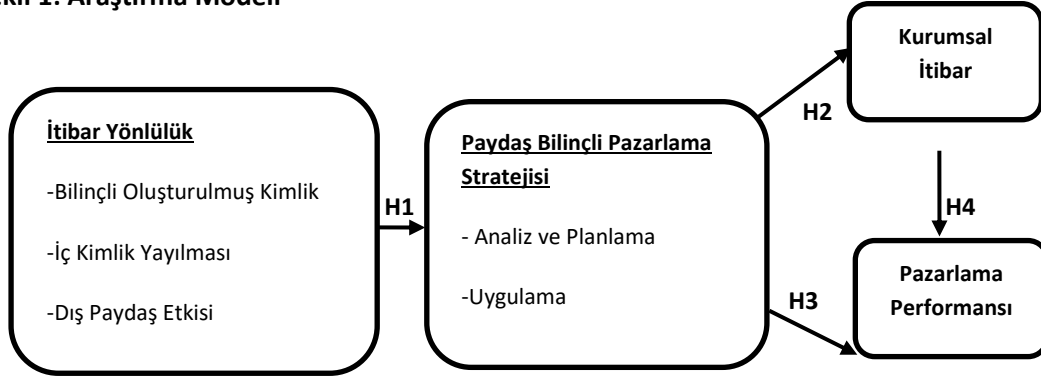 Şekil 1: Araştırma Modeli
İtibar Yönlülük
-Bilinçli Oluşturulmuş Kimlik
-İç Kimlik Yayılması
-Dış Paydaş Etkisi
H1
Paydaş Bilinçli Pazarlama
Stratejisi
- Analiz ve Planlama
-Uygulama
H2
Kurumsal
İtibar
H4
H3
Pazarlama
Performansı